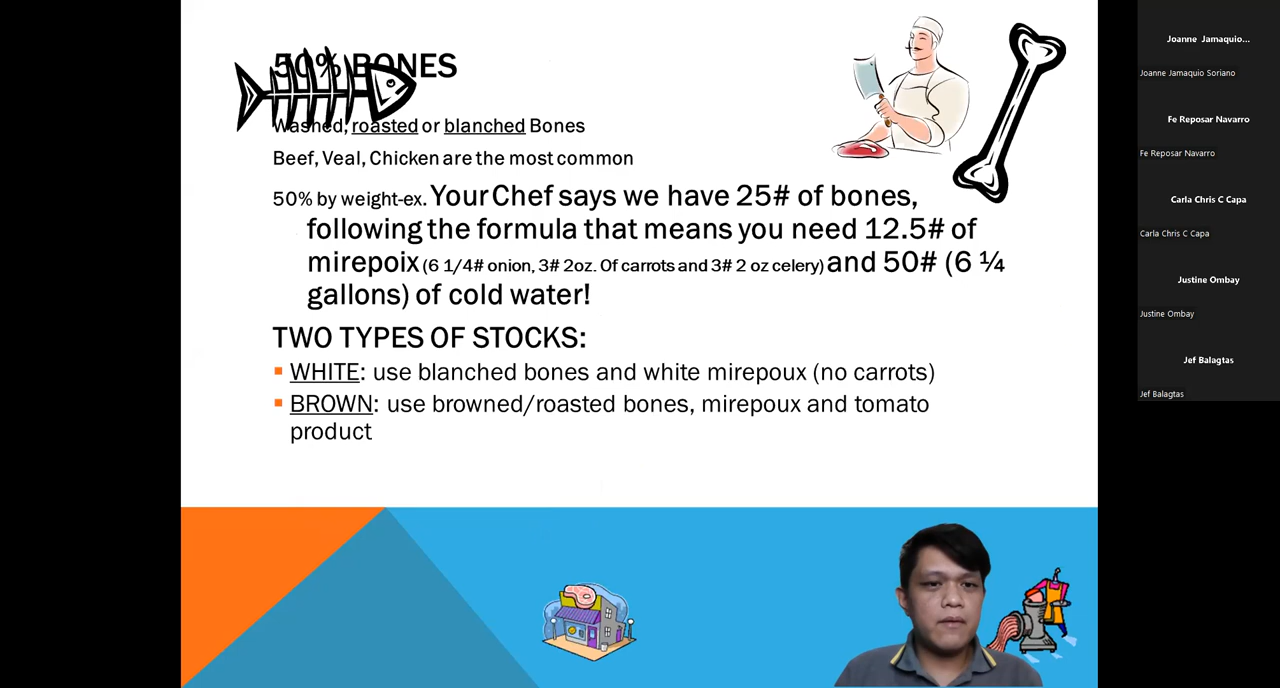 50% BONES
Washed, roasted or blanched Bones
Beef, Veal, Chicken are the most common
50% by weight-ex. Your Chef says we have 25# of bones,
following the formula that means you need 12.5# of
mirepoix (6 1/4# onion, 3# 2oz. Of carrots and 3# 2 oz celery) and 50# (6 ¼
gallons) of cold water!
TWO TYPES OF STOCKS:
WHITE: use blanched bones and white mirepoux (no carrots)
BROWN: use browned/roasted bones, mirepoux and tomato
product
Joanne Jamaquio...
Joanne Jamaquio Soriano
Fe Reposar Navarro
Fe Reposar Navarro
Carla Chris C Capa
Carla Chris C Capa
Justine Ombay
Justine Ombay
Jef Balagtas
Jef Balagtas